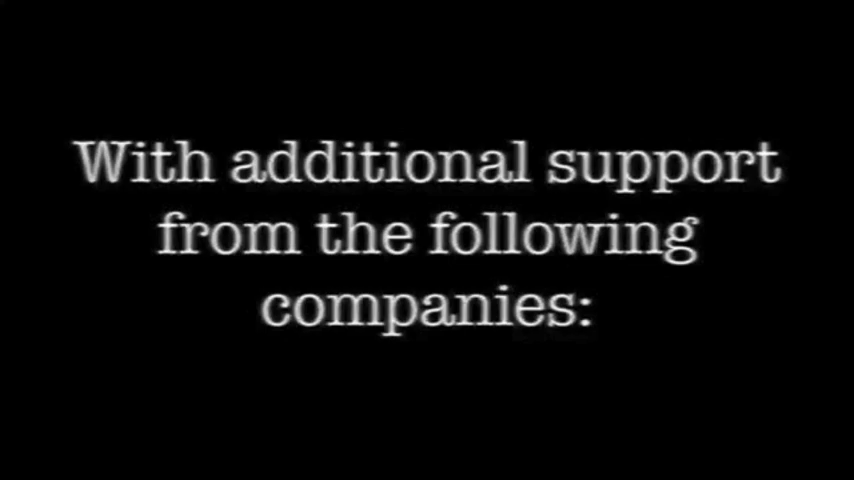 With additional support
from the following
companies: